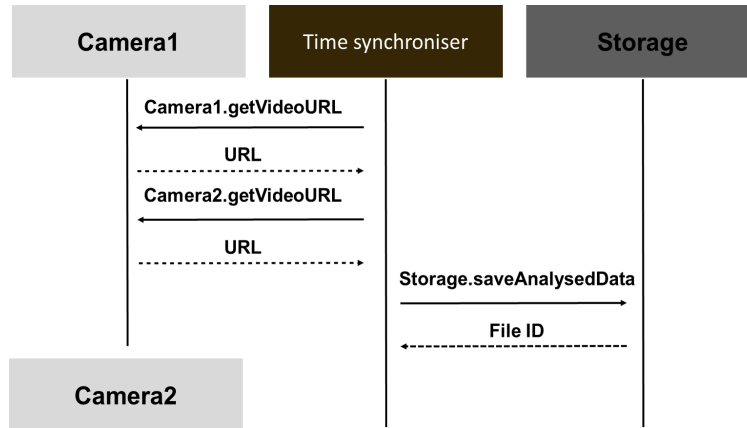 Camera1
Time synchroniser
Storage
Camera1.getVideoURL
URL
Camera2.getVideoURL
URL
Storage.saveAnalysedData
File ID
Camera2